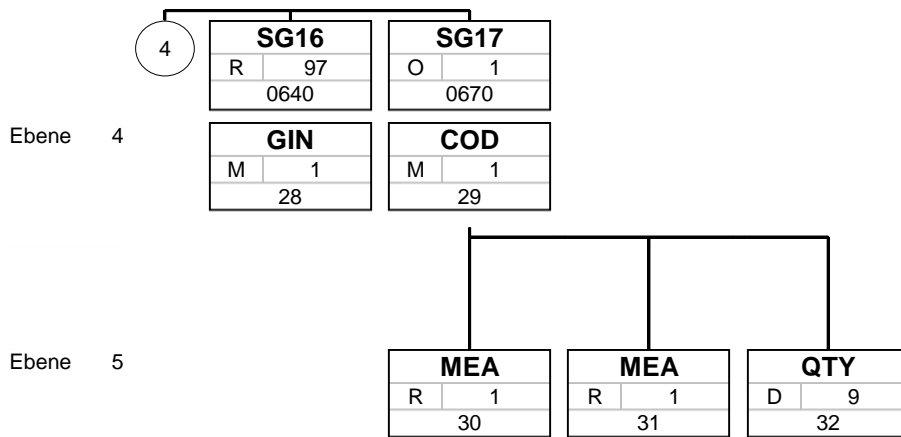 4
SG16 SG17
R 97 O 1
0640 0670
Ebene 4 GIN COD
M 1 M 1
28 29
Ebene 5 MEA MEA QTY
R 1 R 1 D 9
30 31 32